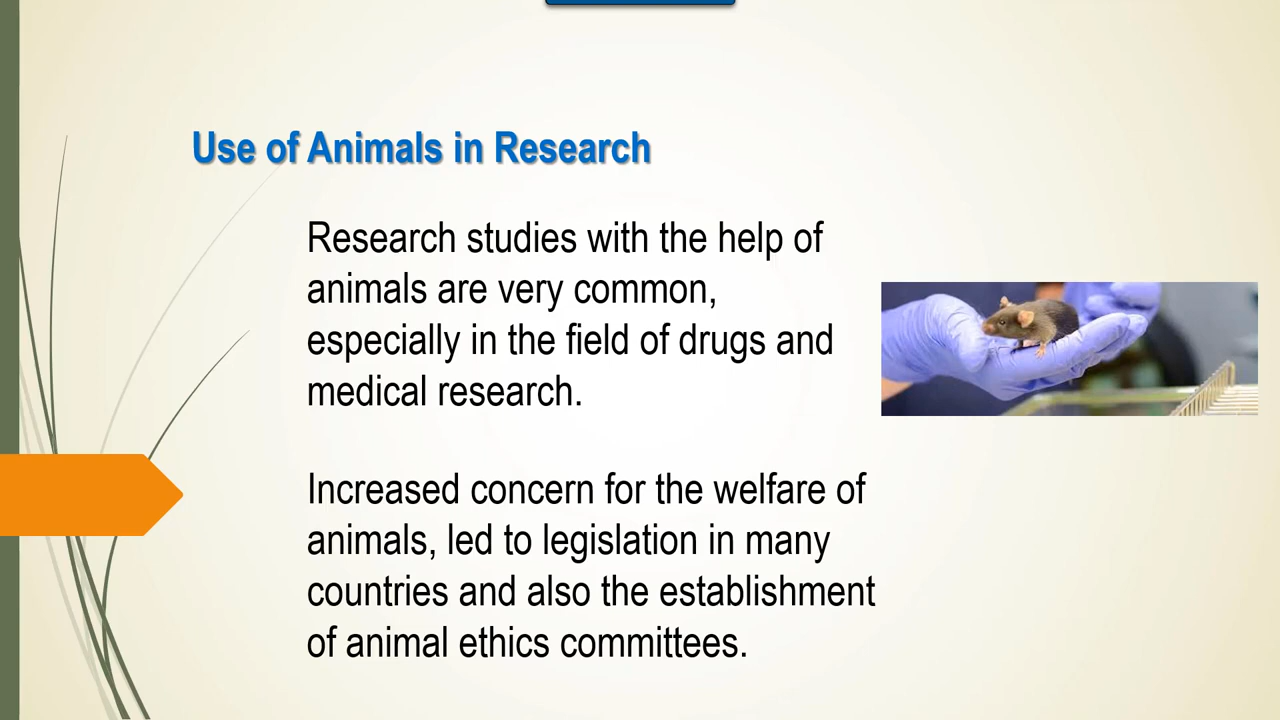 Use of Animals in Research
Research studies with the help of
animals are very common,
especially in the field of drugs and
medical research.
Increased concern for the welfare of
animals, led to legislation in many
countries and also the establishment
of animal ethics committees.